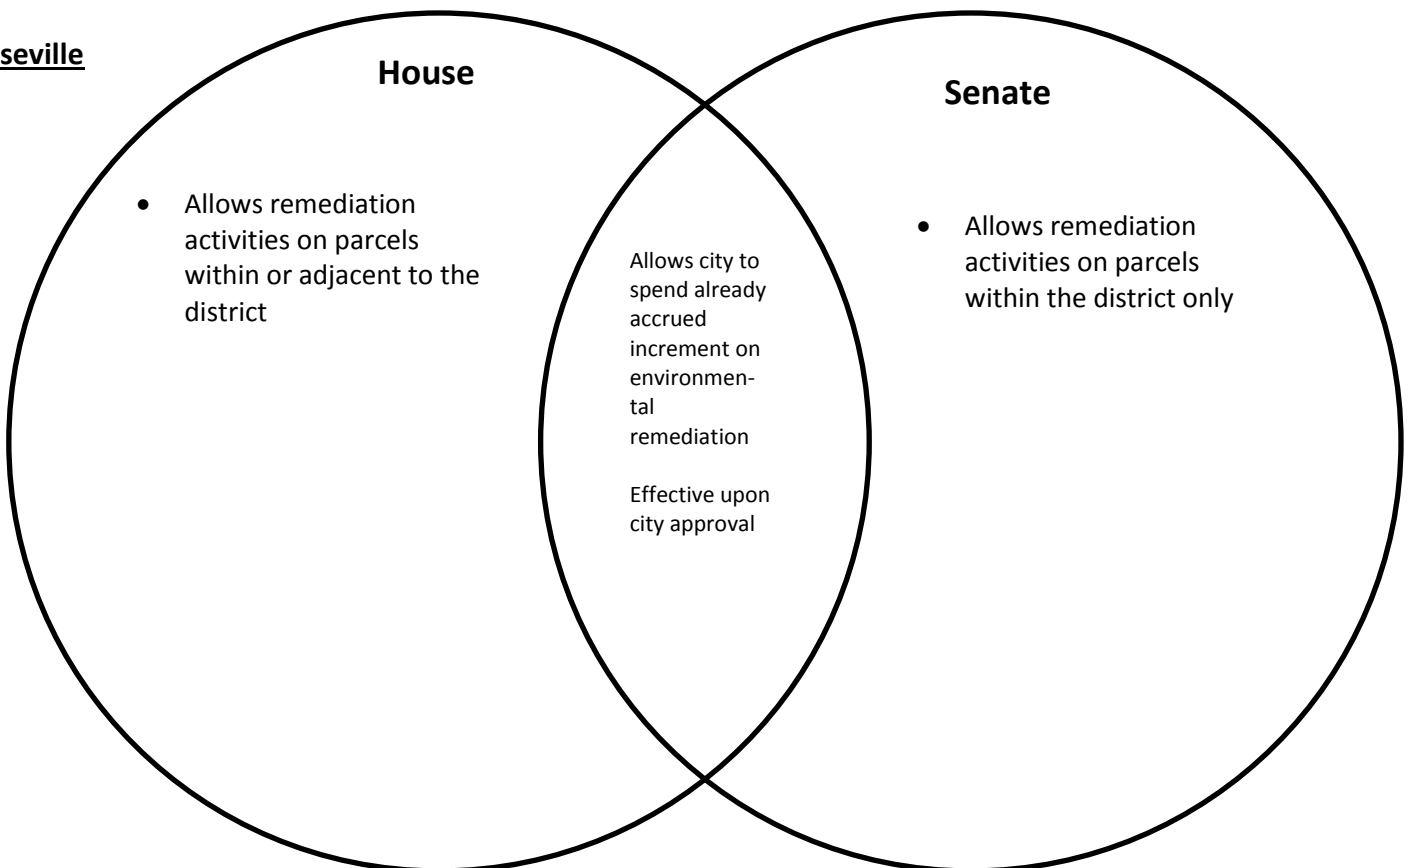 seville
House
Senate
• Allows remediation
activities on parcels
within or adjacent to the
district
Allows city to
spend already
accrued
increment on
environmen-
tal
remediation
Effective upon
city approval
• Allows remediation
activities on parcels
within the district only